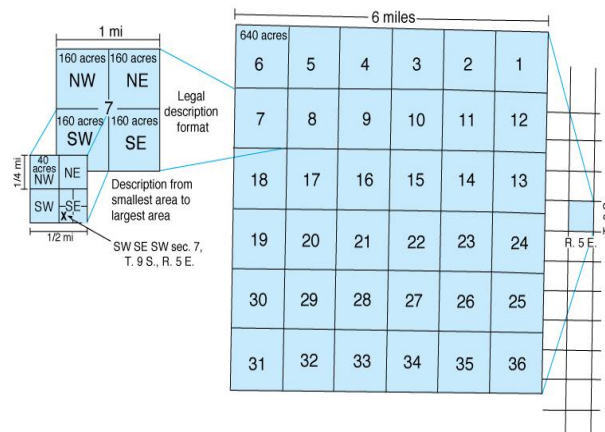 1 mi
6 miles
160 acres
NW
160 acres
NE
7
160 acres
SW
160 acres
SE
Legal
description
format
1/4 mi
40
acres
NW
NE
SW
SE
X
1/2 mi
Description from
smallest area to
largest area
SW SE SW sec. 7,
T. 9 S., R. 5 E.
640 acres
6 5 4 3 2 1
7 8 9 10 11 12
18 17 16 15 14 13
19 20 21 22 23 24
30 29 28 27 26 25
31 32 33 34 35 36
R. 5 E.